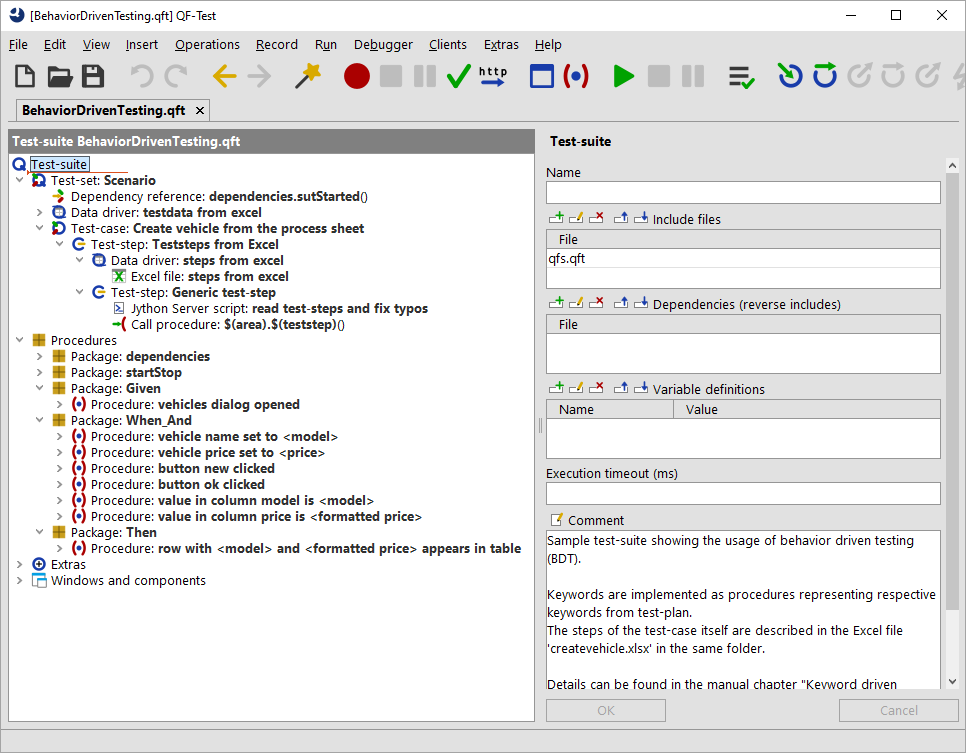 [BehaviorDrivenTesting.qft] QF-Test
File Edit View Insert Operations Record Run Debugger Clients Extras Help
http
BehaviorDrivenTesting.qft
Test-suite BehaviorDrivenTesting.qft
Test-suite
Test-set: Scenario
Dependency reference: dependencies.sutStarted()
Data driver: testdata from excel
Test-case: Create vehicle from the process sheet
Test-step: Teststeps from Excel
Data driver: steps from excel
Excel file: steps from excel
Test-step: Generic test-step
Jython Server script: read test-steps and fix typos
Call procedure: $(area).$(teststep)()
Procedures
Package: dependencies
Package: startStop
Package: Given
Procedure: vehicles dialog opened
Package: When_And
Procedure: vehicle name set to <model>
Procedure: vehicle price set to <price>
Procedure: button new clicked
Procedure: button ok clicked
Procedure: value in column model is <model>
Procedure: value in column price is <formatted price>
Package: Then
Procedure: row with <model> and <formatted price> appears in table
Extras
Windows and components
Test-suite
Name
Include files
File
qfs.qft
Dependencies (reverse includes)
File
Variable definitions
Name Value
Execution timeout (ms)
Comment
Sample test-suite showing the usage of behavior driven testing
(BDT).
Keywords are implemented as procedures representing respective
keywords from test-plan.
The steps of the test-case itself are described in the Excel file
'createvehicle.xlsx' in the same folder.
Details can be found in the manual chapter "Keyword driven
OK Cancel